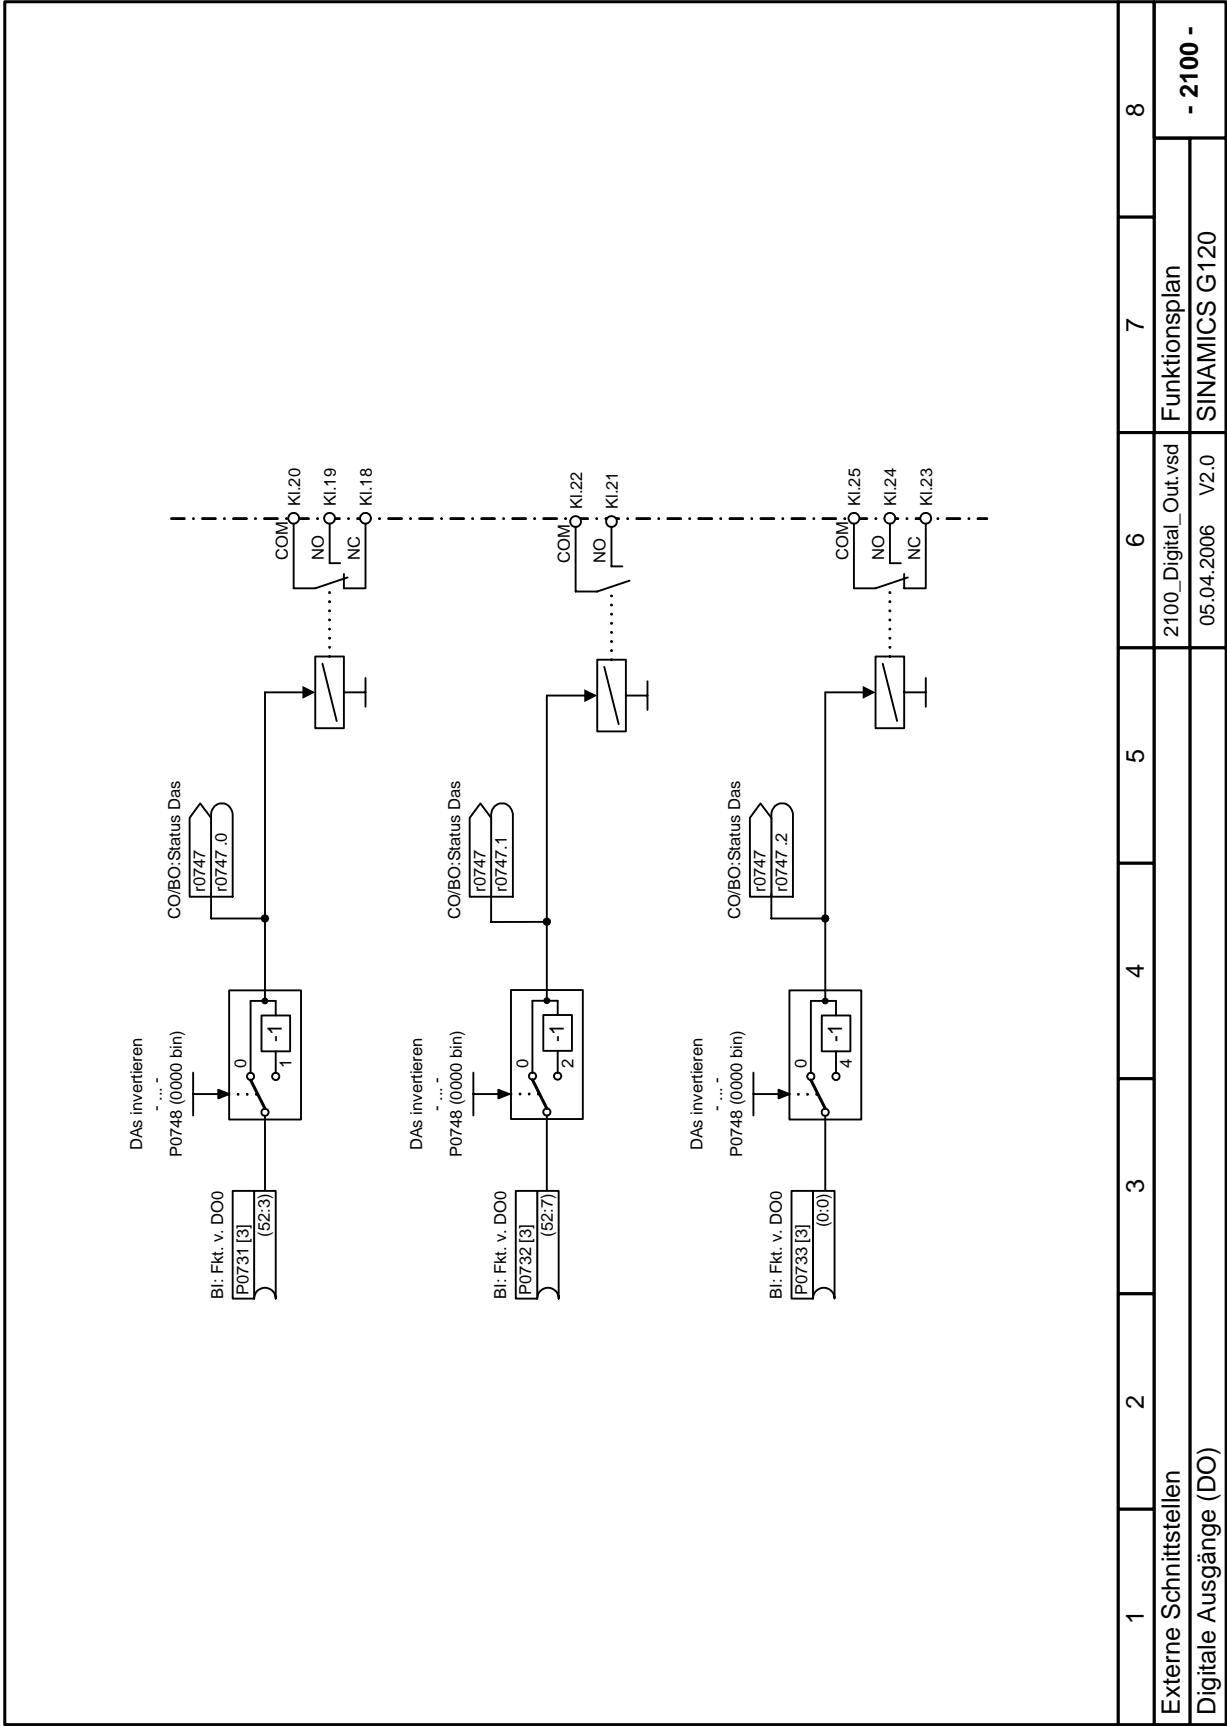 DAs invertieren
- ... -
P0748 (0000 bin)
BI: Fkt. v. DO0
P0731 [3]
(52:3)
0
1
-1
CO/BO:Status Das
r0747
r0747 .0
COM
Kl.20
NO
Kl.19
NC
Kl.18
DAs invertieren
- ... -
P0748 (0000 bin)
BI: Fkt. v. DO0
P0732 [3]
(52:7)
0
2
-1
CO/BO:Status Das
r0747
r0747.1
COM
Kl.22
NO
Kl.21
DAs invertieren
- ... -
P0748 (0000 bin)
BI: Fkt. v. DO0
P0733 [3]
(0:0)
0
4
-1
CO/BO:Status Das
r0747
r0747 .2
COM
Kl.25
NO
Kl.24
NC
Kl.23
1 2 3 4 5 6 7 8
Externe Schnittstellen
2100_Digital_Out.vsd
Funktionsplan
- 2100 -
Digitale Ausgänge (DO)
05.04.2006 V2.0
SINAMICS G120